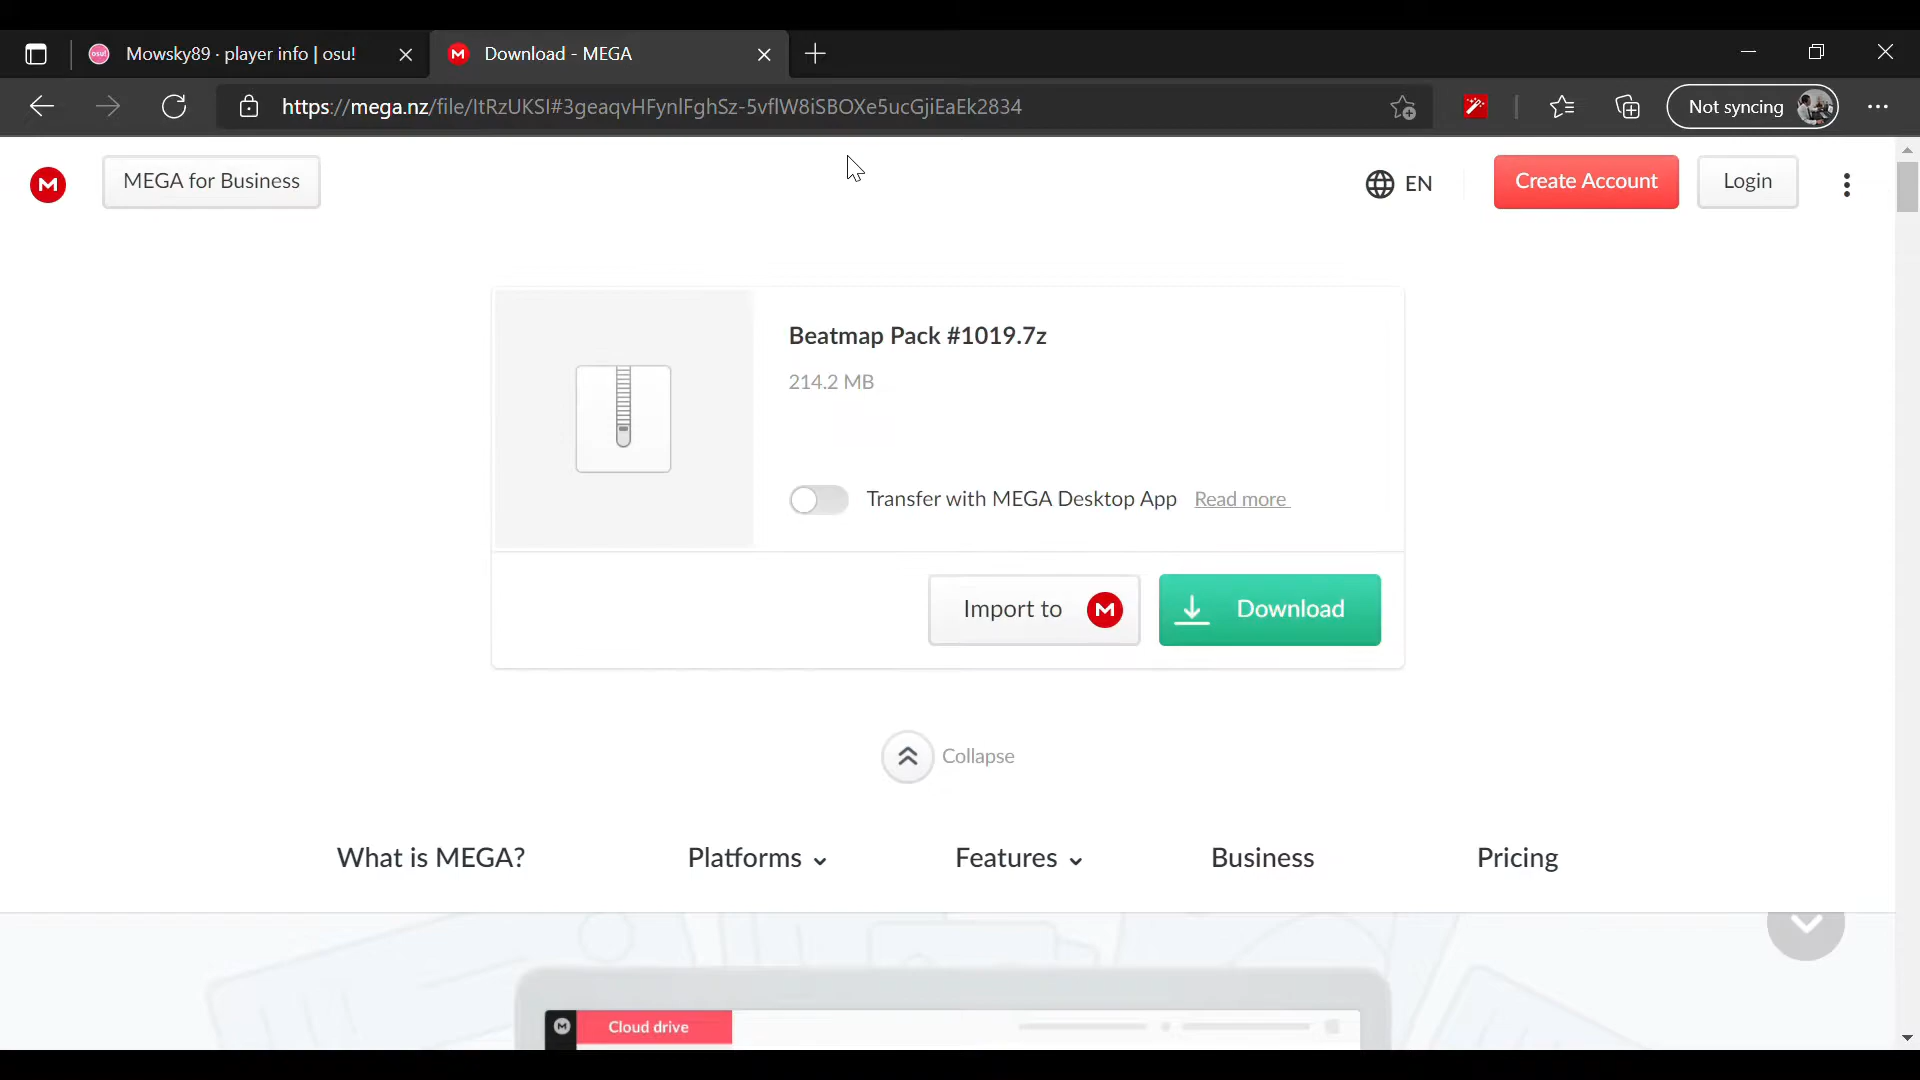 Mowsky89 · player info | osu!
Download - MEGA
https://mega.nz/file/ItRzUKSI#3geaqvHFynlFghSz-5vflW8iSBOXe5ucGjiEaEk2834
Not syncing
MEGA for Business
EN
Create Account
Login
Beatmap Pack #1019.7z
214.2 MB
Transfer with MEGA Desktop App Read more
Import to
Download
Collapse
What is MEGA?
Platforms
Features
Business
Pricing
Cloud drive